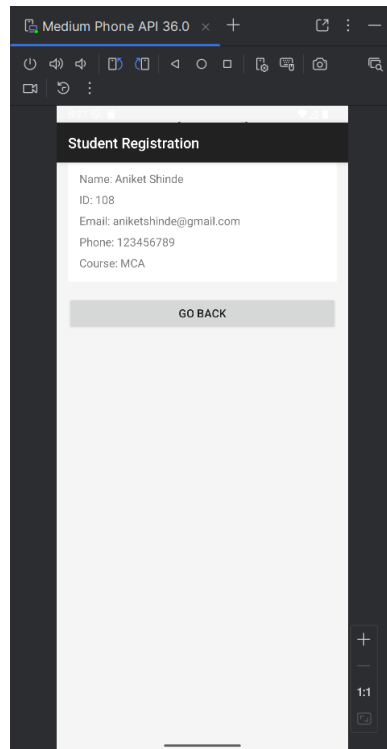 Medium Phone API 36.0
Student Registration
Name: Aniket Shinde
ID: 108
Email: aniketshinde@gmail.com
Phone: 123456789
Course: MCA
GO BACK
1:1